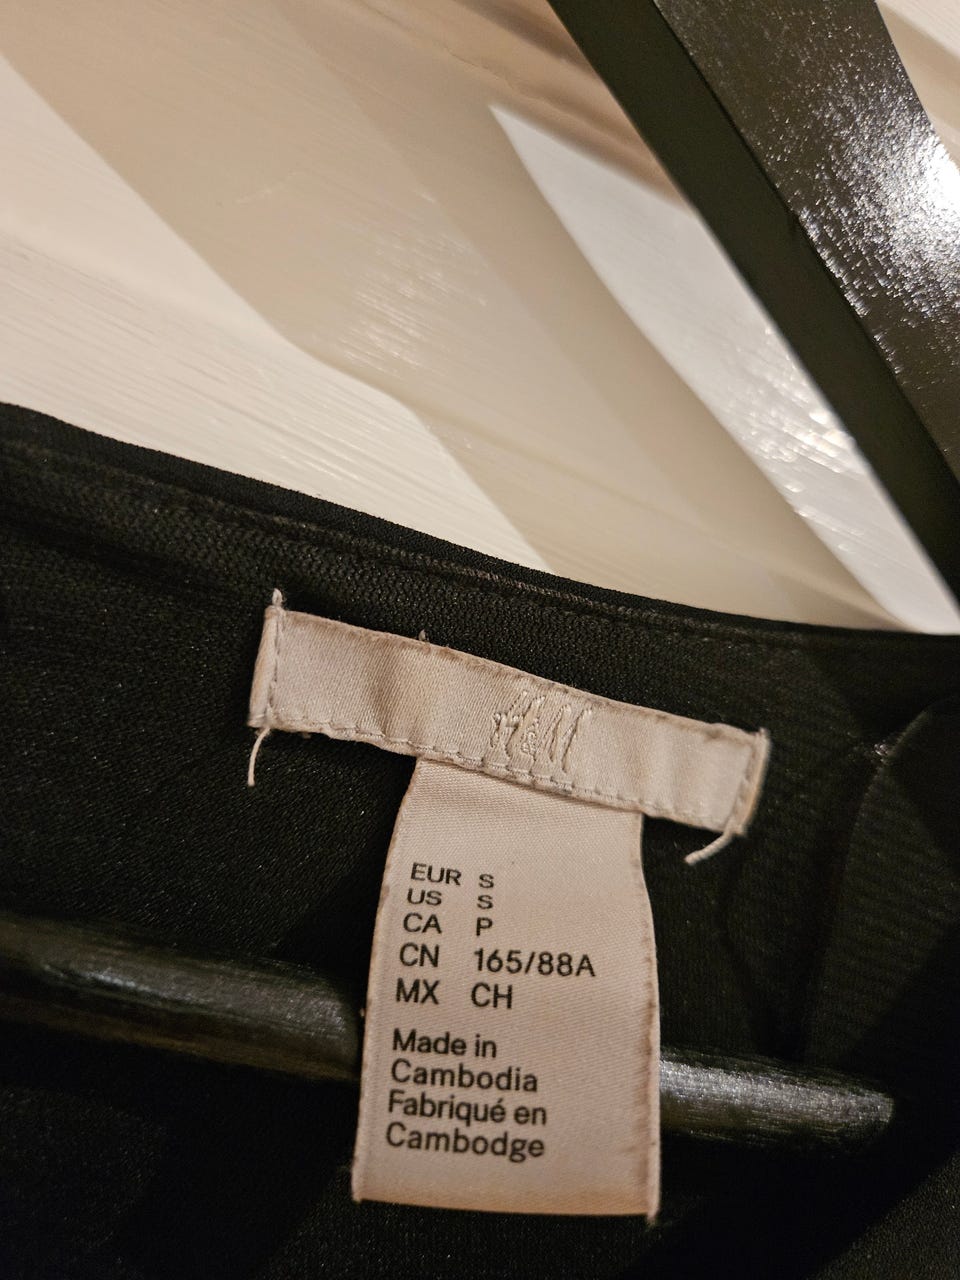 H&M
EUR S
US S
CA P
CN 165/88A
MX CH
Made in
Cambodia
Fabriqué en
Cambodge